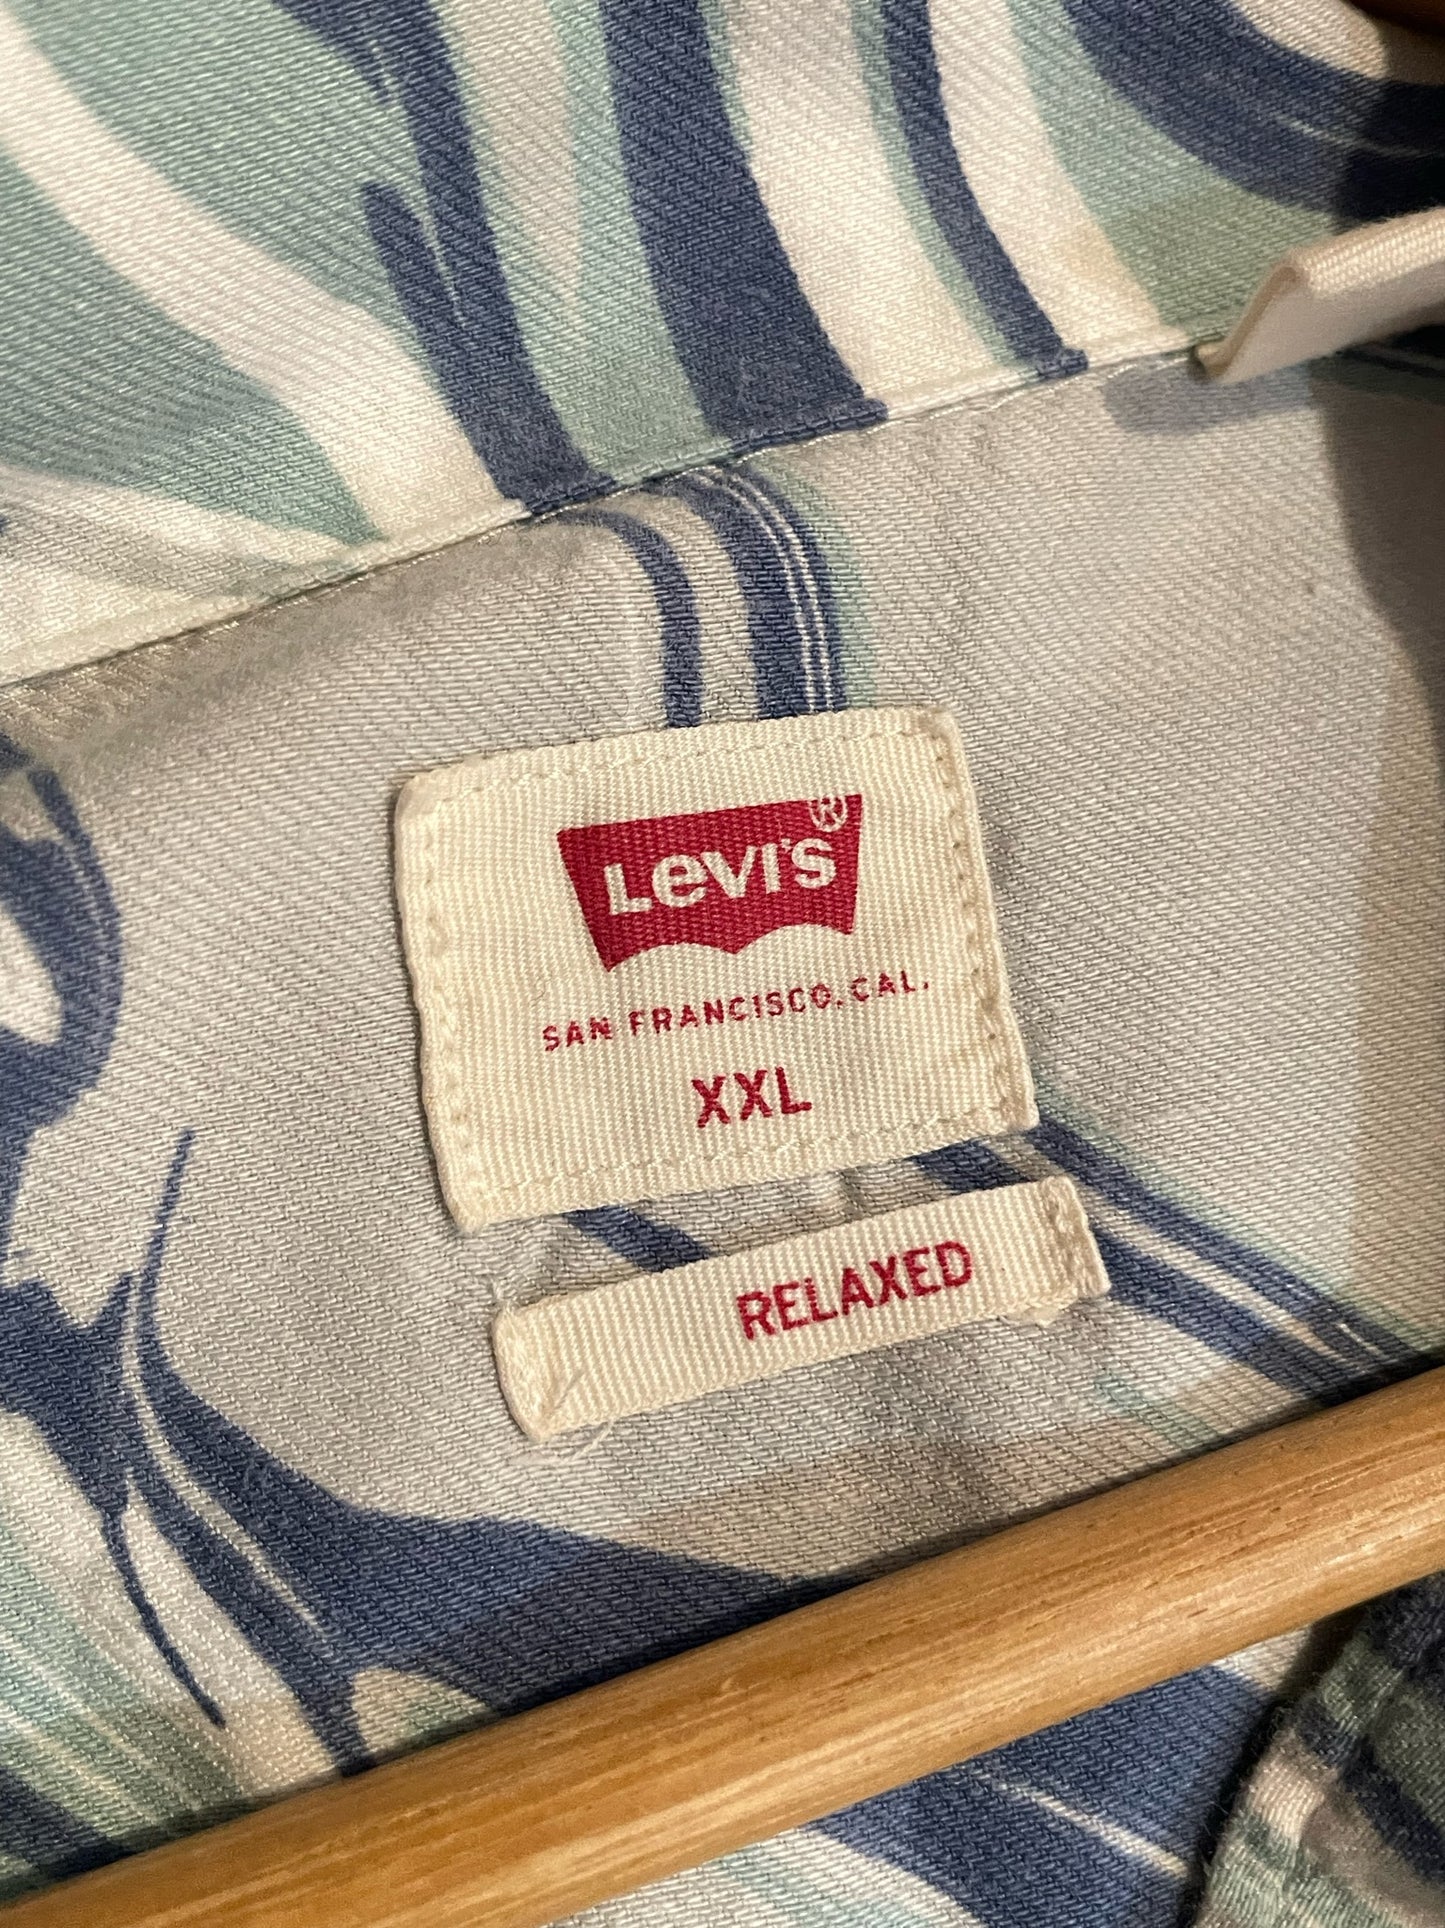 Levi's®
SAN FRANCISCO, CAL.
XXL
RELAXED